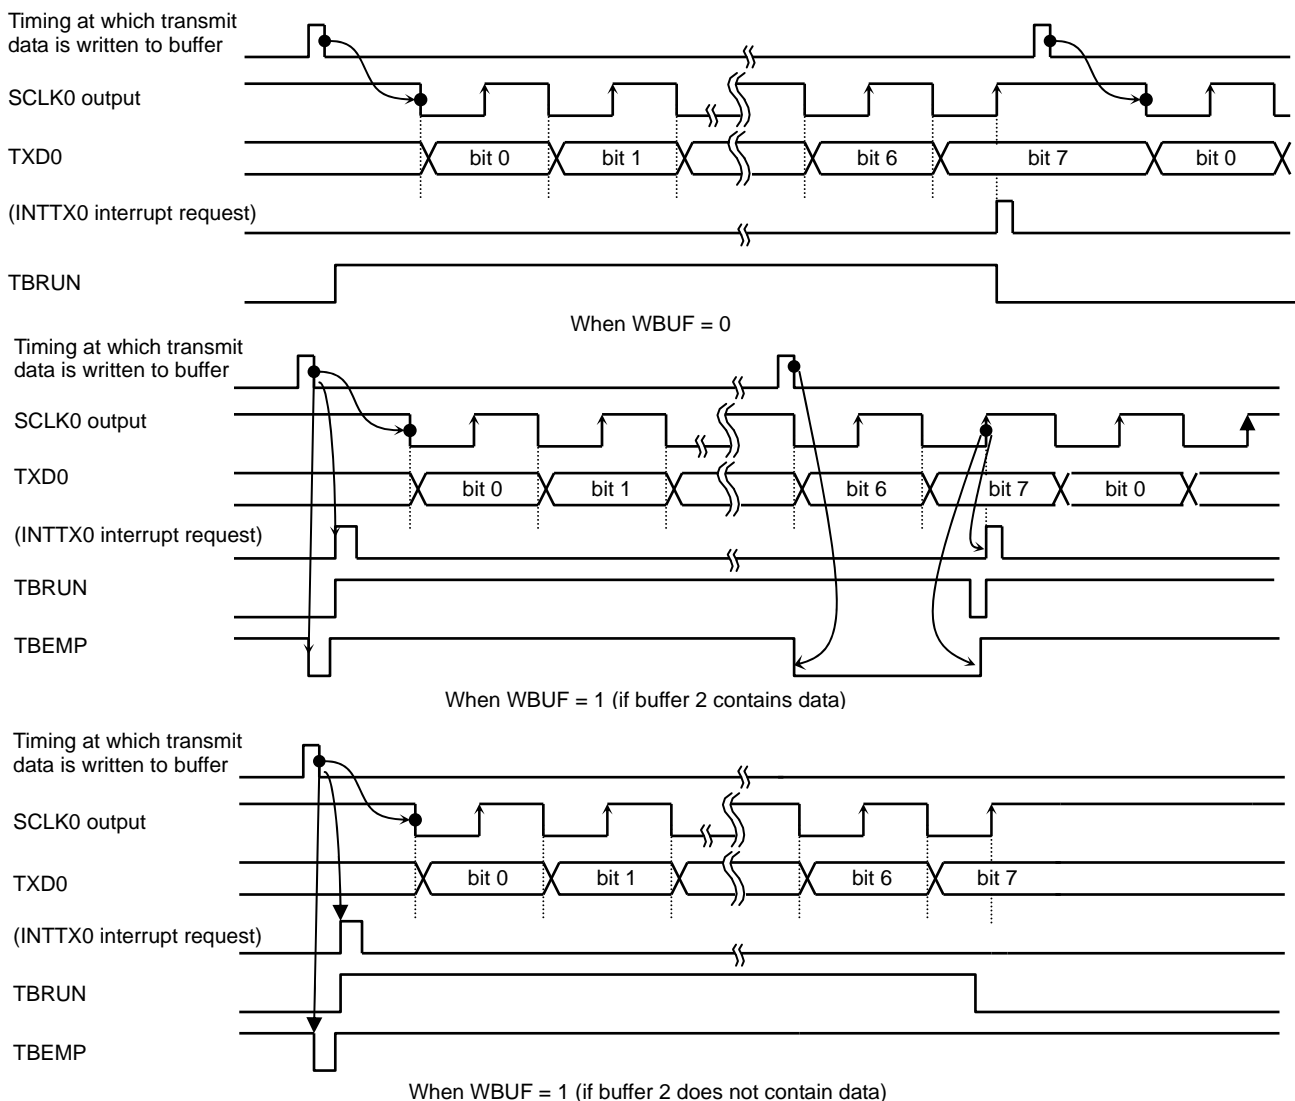 Timing at which transmit
data is written to buffer
SCLK0 output
TXD0
bit 0
bit 1
bit 6
bit 7
bit 0
(INTTX0 interrupt request)
TBRUN
When WBUF = 0
Timing at which transmit
data is written to buffer
SCLK0 output
TXD0
bit 0
bit 1
bit 6
bit 7
bit 0
(INTTX0 interrupt request)
TBRUN
TBEMP
When WBUF = 1 (if buffer 2 contains data)
Timing at which transmit
data is written to buffer
SCLK0 output
TXD0
bit 0
bit 1
bit 6
bit 7
(INTTX0 interrupt request)
TBRUN
TBEMP
When WBUF = 1 (if buffer 2 does not contain data)